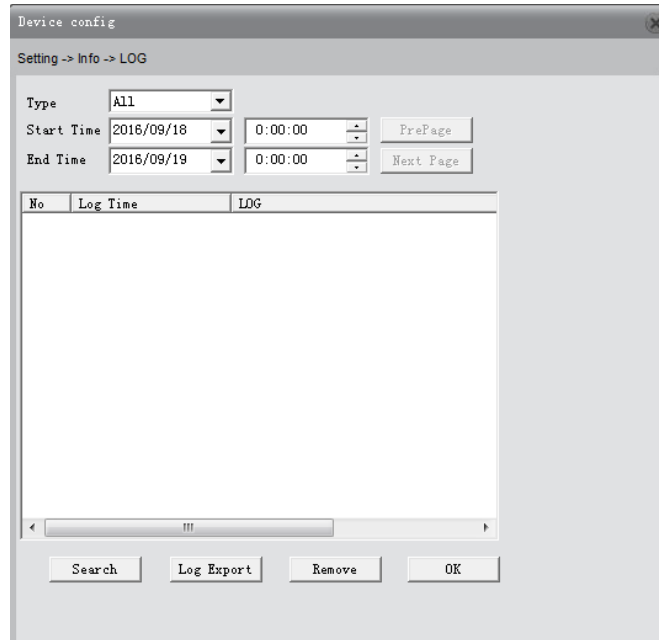 Device config
Setting -> Info -> LOG
Type All
Start Time 2016/09/18 0:00:00 PrePage
End Time 2016/09/19 0:00:00 Next Page
No Log Time LOG
Search Log Export Remove OK